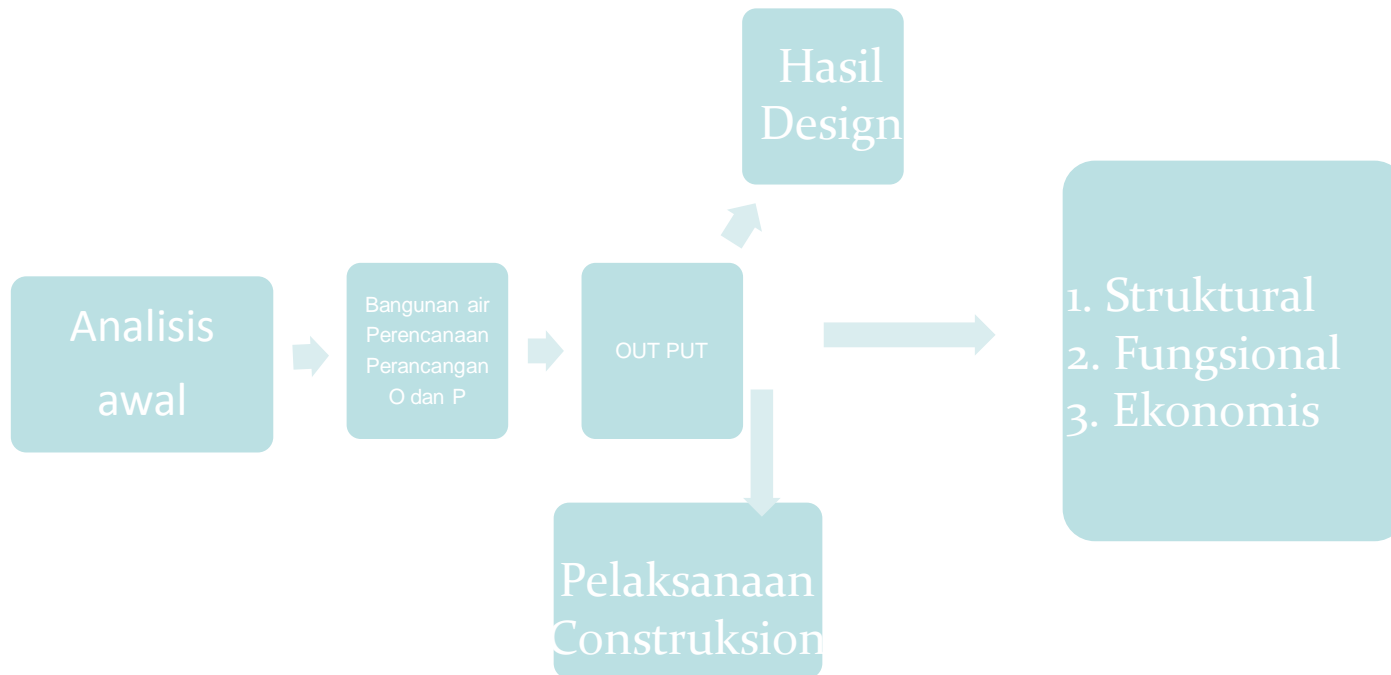 Analisis
awal
Bangunan air
Perencanaan
Perancangan
O dan P
OUT PUT
Hasil
Design
Pelaksanaan
Construksion
1. Struktural
2. Fungsional
3. Ekonomis